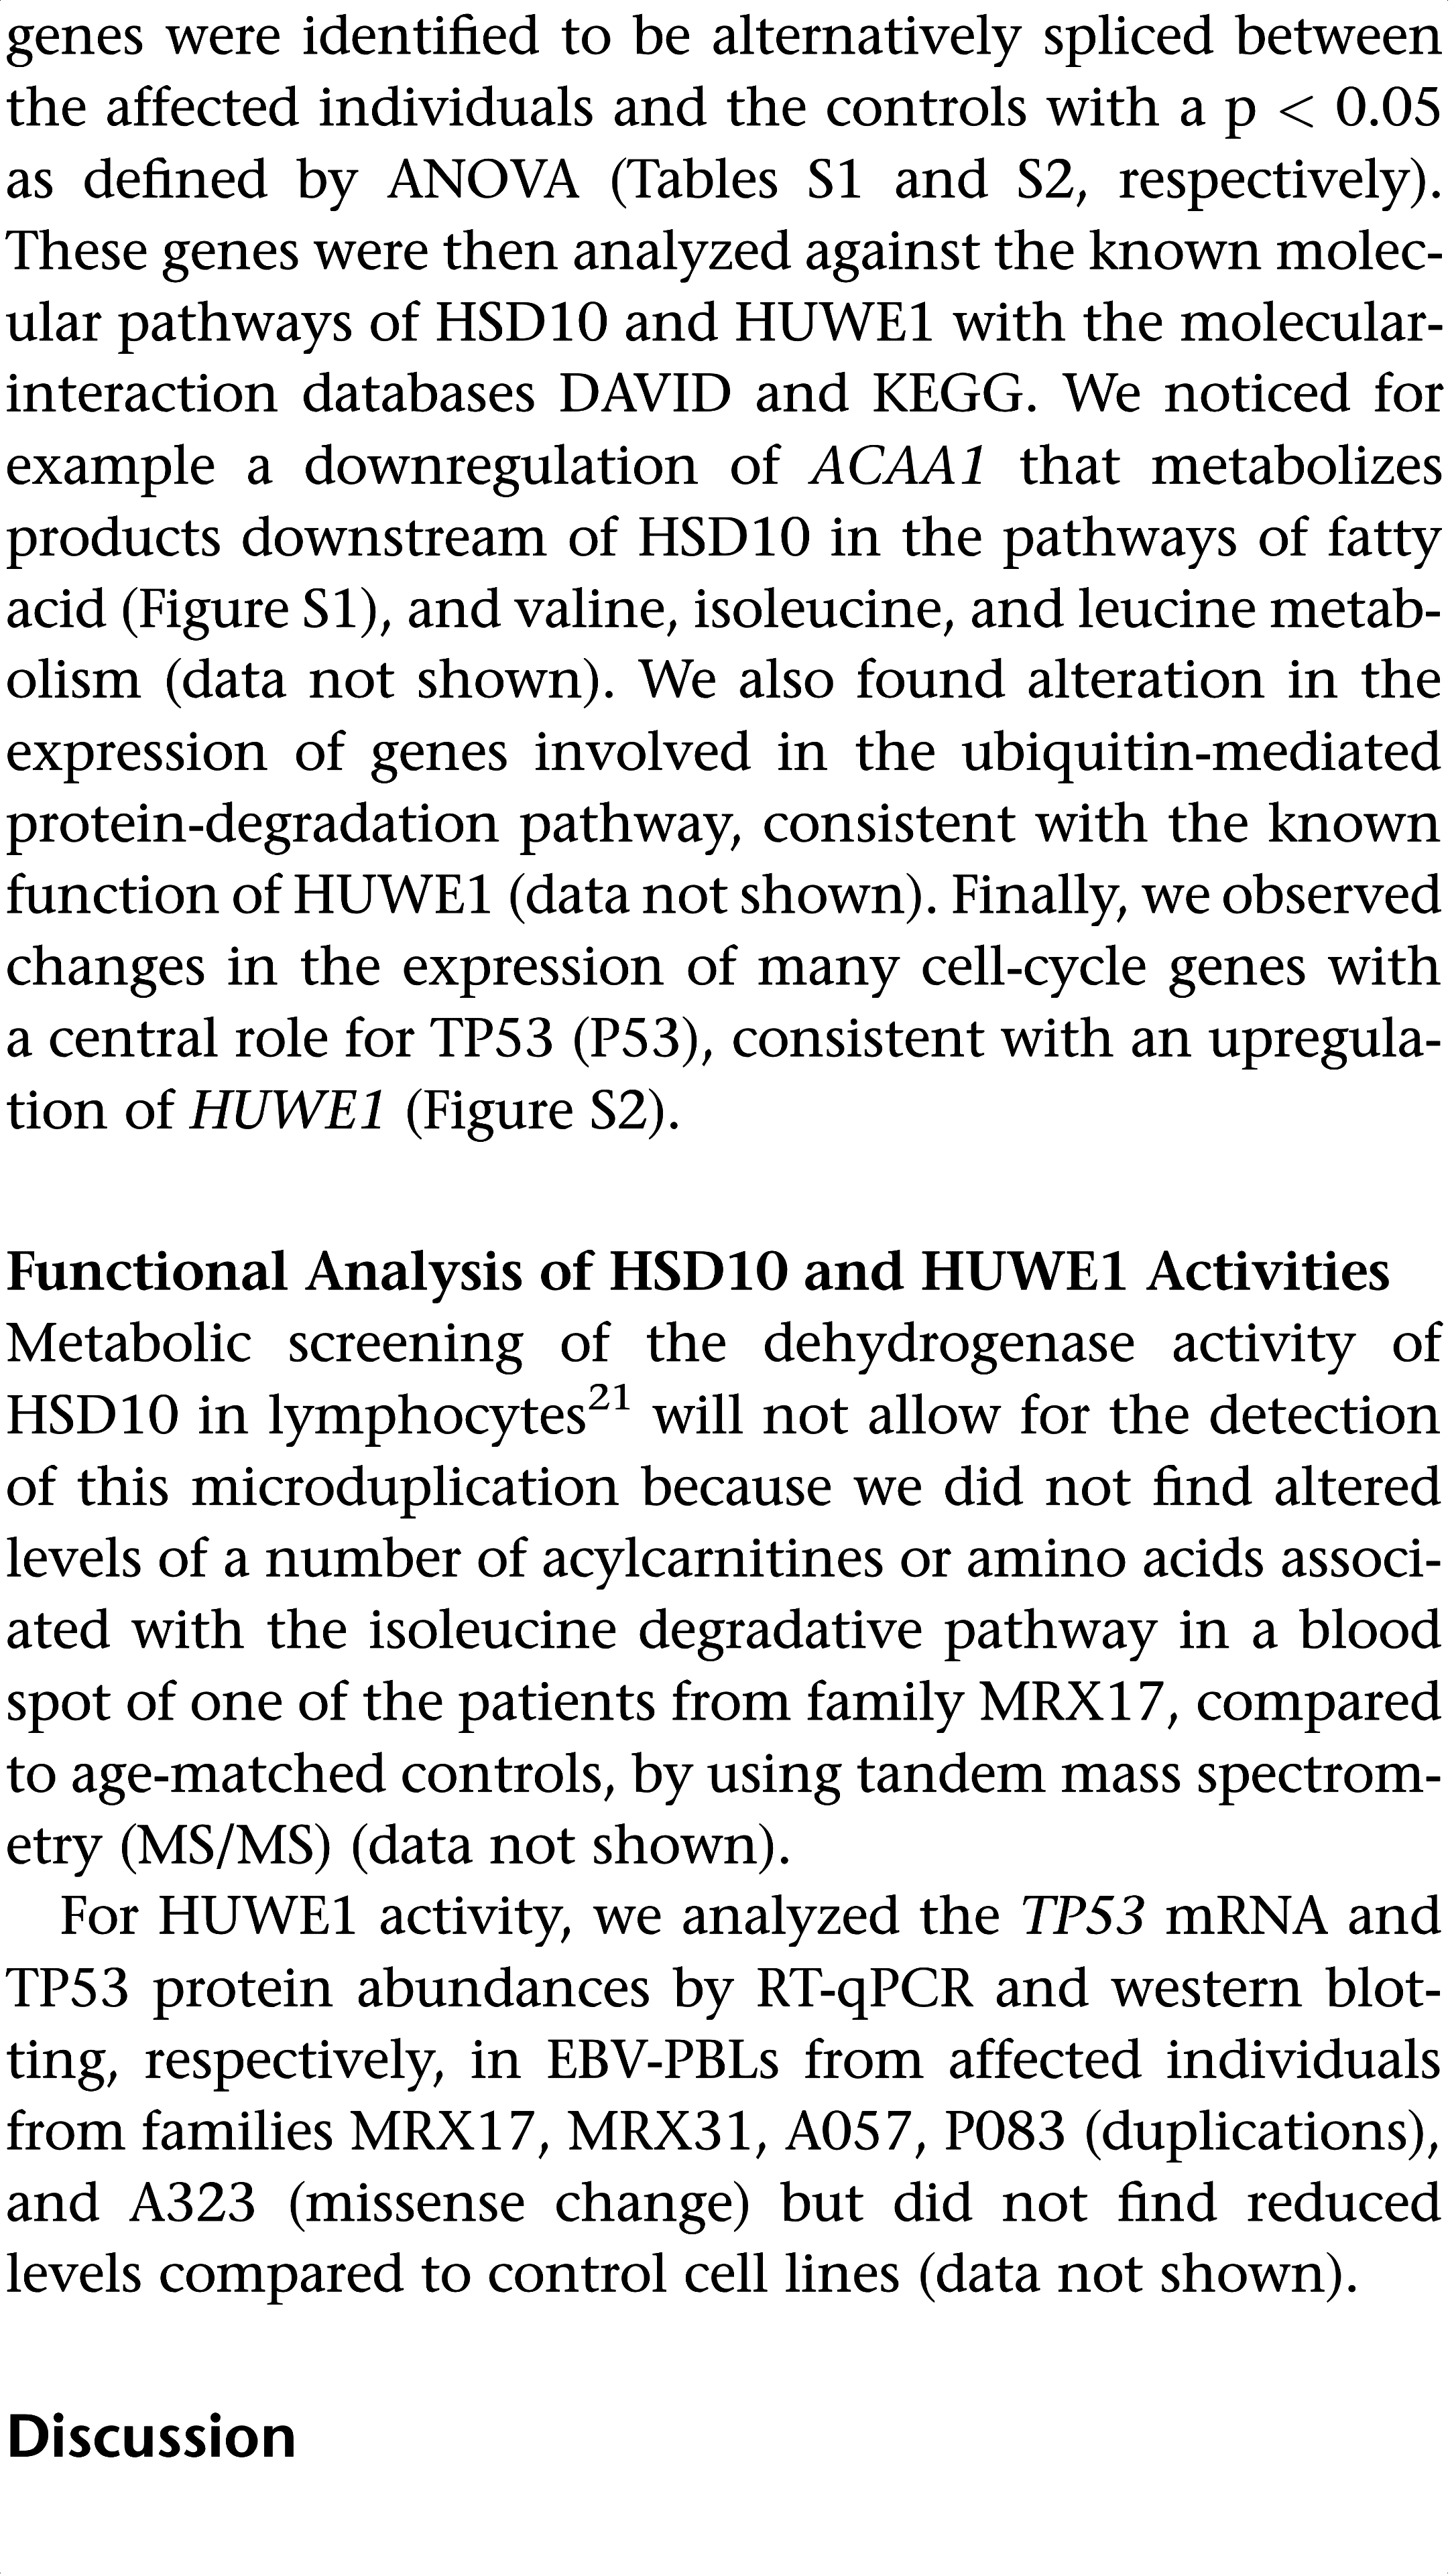 genes were identified to be alternatively spliced between
the affected individuals and the controls with a p < 0.05
as defined by ANOVA (Tables S1 and S2, respectively).
These genes were then analyzed against the known molec-
ular pathways of HSD10 and HUWE1 with the molecular-
interaction databases DAVID and KEGG. We noticed for
example a downregulation of ACAA1 that metabolizes
products downstream of HSD10 in the pathways of fatty
acid (Figure S1), and valine, isoleucine, and leucine metab-
olism (data not shown). We also found alteration in the
expression of genes involved in the ubiquitin-mediated
protein-degradation pathway, consistent with the known
function of HUWE1 (data not shown). Finally, we observed
changes in the expression of many cell-cycle genes with
a central role for TP53 (P53), consistent with an upregula-
tion of HUWE1 (Figure S2).
Functional Analysis of HSD10 and HUWE1 Activities
Metabolic screening of the dehydrogenase activity of
HSD10 in lymphocytes²¹ will not allow for the detection
of this microduplication because we did not find altered
levels of a number of acylcarnitines or amino acids associ-
ated with the isoleucine degradative pathway in a blood
spot of one of the patients from family MRX17, compared
to age-matched controls, by using tandem mass spectrom-
etry (MS/MS) (data not shown).
For HUWE1 activity, we analyzed the TP53 mRNA and
TP53 protein abundances by RT-qPCR and western blot-
ting, respectively, in EBV-PBLs from affected individuals
from families MRX17, MRX31, A057, P083 (duplications),
and A323 (missense change) but did not find reduced
levels compared to control cell lines (data not shown).
Discussion